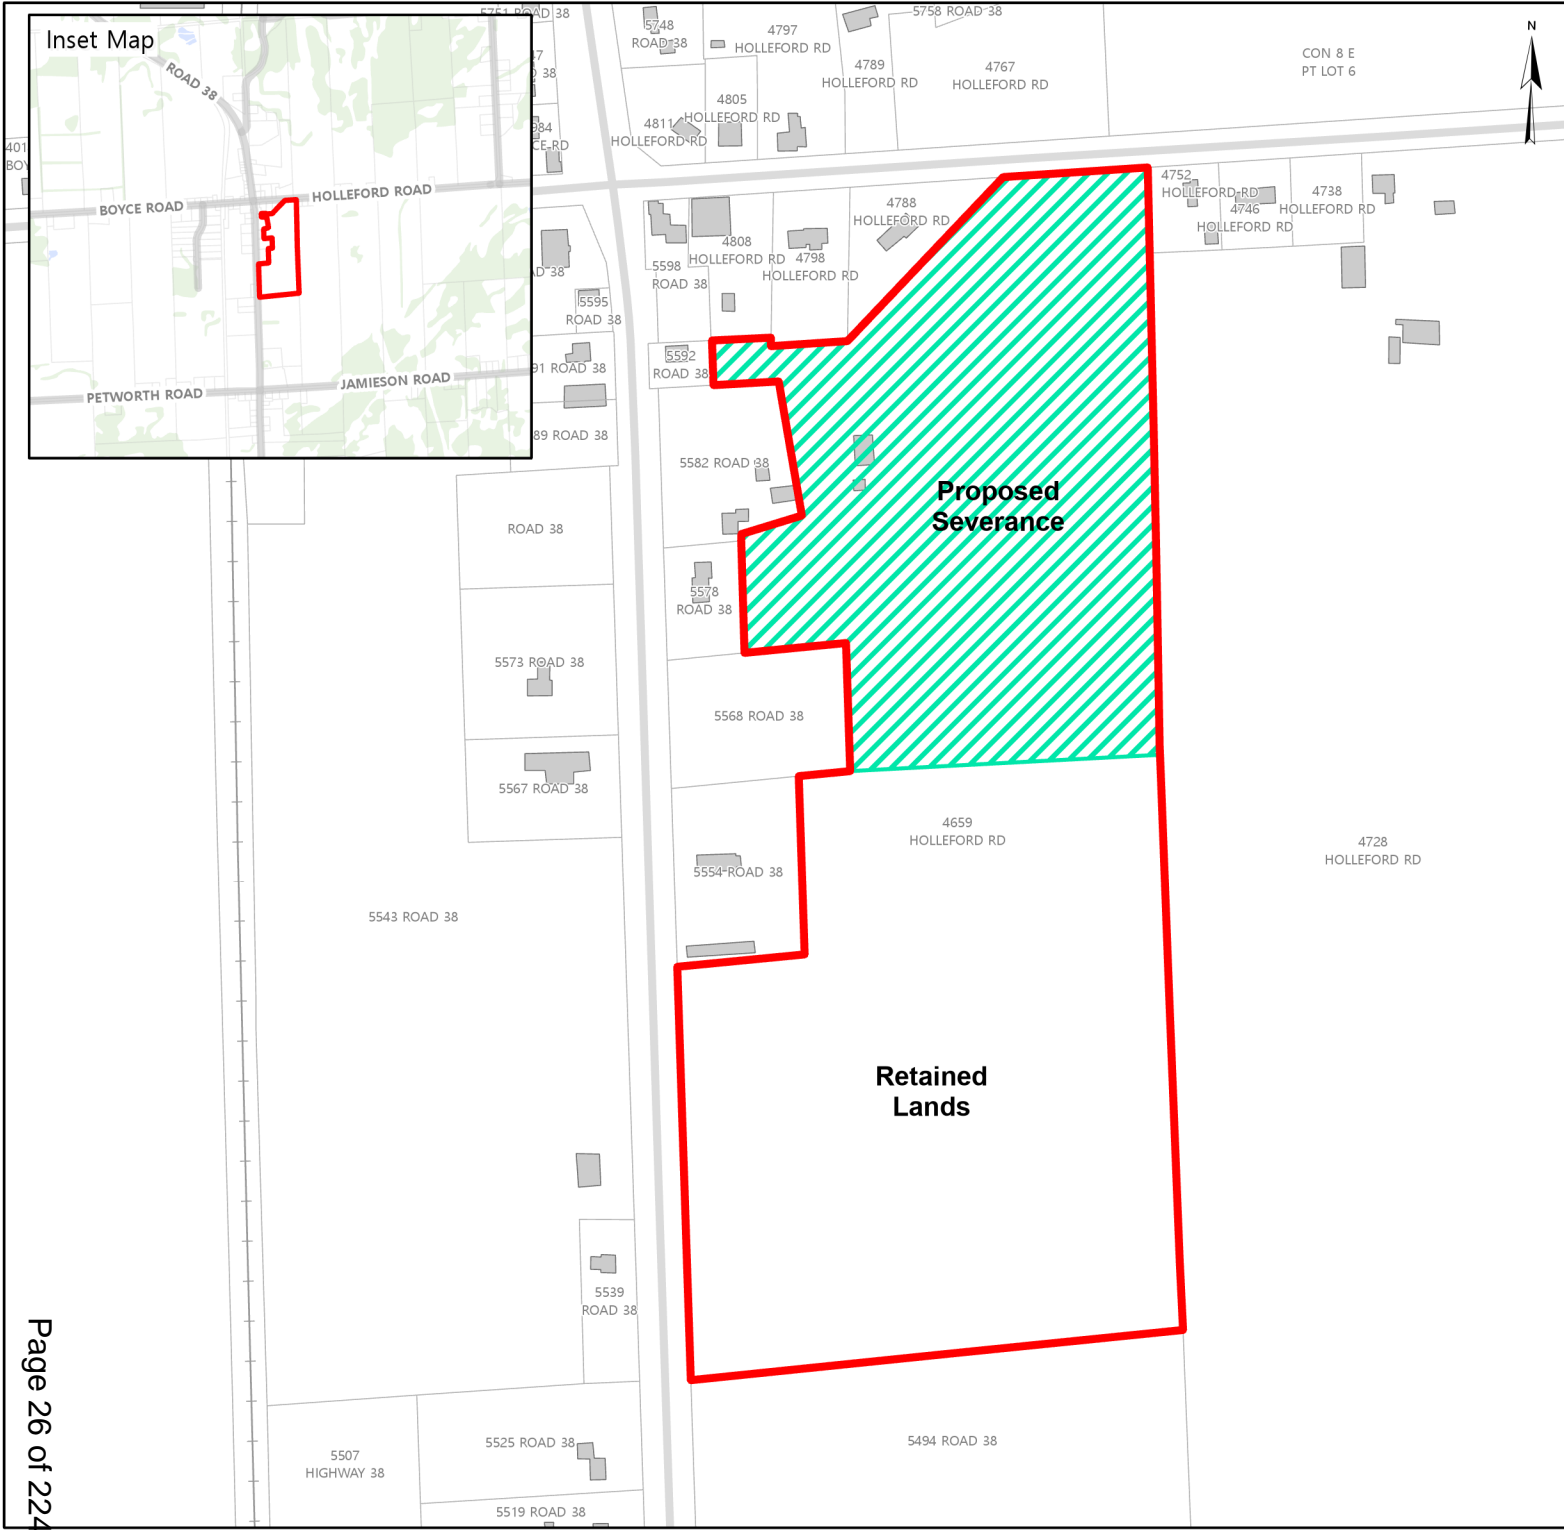 Inset Map
ROAD 38
BOYCE ROAD
HOLLEFORD ROAD
PETWORTH ROAD
JAMIESON ROAD
5751 ROAD 38
5748
ROAD 38
4797
HOLLEFORD RD
5758 ROAD 38
4789
HOLLEFORD RD
4767
HOLLEFORD RD
CON 8 E
PT LOT 6
N
4805
HOLLEFORD RD
4811
HOLLEFORD RD
4752
HOLLEFORD RD
4746
HOLLEFORD RD
4738
HOLLEFORD RD
4788
HOLLEFORD RD
4808
HOLLEFORD RD
4798
HOLLEFORD RD
5598
ROAD 38
5595
ROAD 38
5592
ROAD 38
91 ROAD 38
89 ROAD 38
5582 ROAD 38
Proposed
Severance
ROAD 38
5578
ROAD 38
5573 ROAD 38
5568 ROAD 38
5567 ROAD 38
4659
HOLLEFORD RD
4728
HOLLEFORD RD
5554 ROAD 38
5543 ROAD 38
Retained
Lands
5539
ROAD 38
5494 ROAD 38
5525 ROAD 38
5507
HIGHWAY 38
5519 ROAD 38
Page 26 of 224